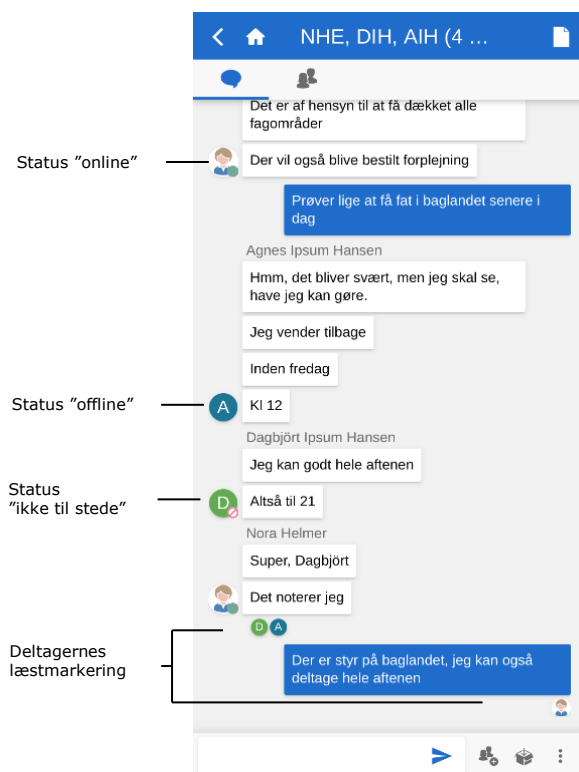 NHE, DIH, AIH (4 ...
Det er af hensyn til at få dækket alle
fagområder
Status ”online”
Der vil også blive bestilt forplejning
Prøver lige at få fat i baglandet senere i
dag
Agnes Ipsum Hansen
Hmm, det bliver svært, men jeg skal se,
have jeg kan gøre.
Jeg vender tilbage
Inden fredag
Status ”offline”
A
Kl 12
Dagbjört Ipsum Hansen
Jeg kan godt hele aftenen
Status
”ikke til stede”
D
Altså til 21
Nora Helmer
Super, Dagbjört
Det noterer jeg
D A
Deltagernes
læstmarkering
Der er styr på baglandet, jeg kan også
deltage hele aftenen